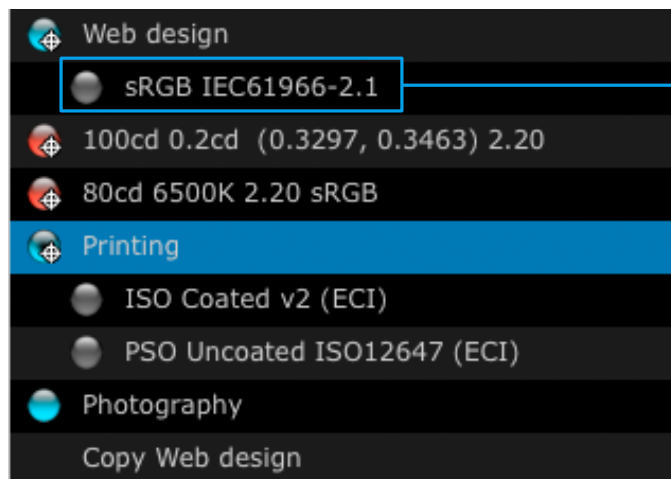 Web design
sRGB IEC61966-2.1
100cd 0.2cd (0.3297, 0.3463) 2.20
80cd 6500K 2.20 sRGB
Printing
ISO Coated v2 (ECI)
PSO Uncoated ISO12647 (ECI)
Photography
Copy Web design